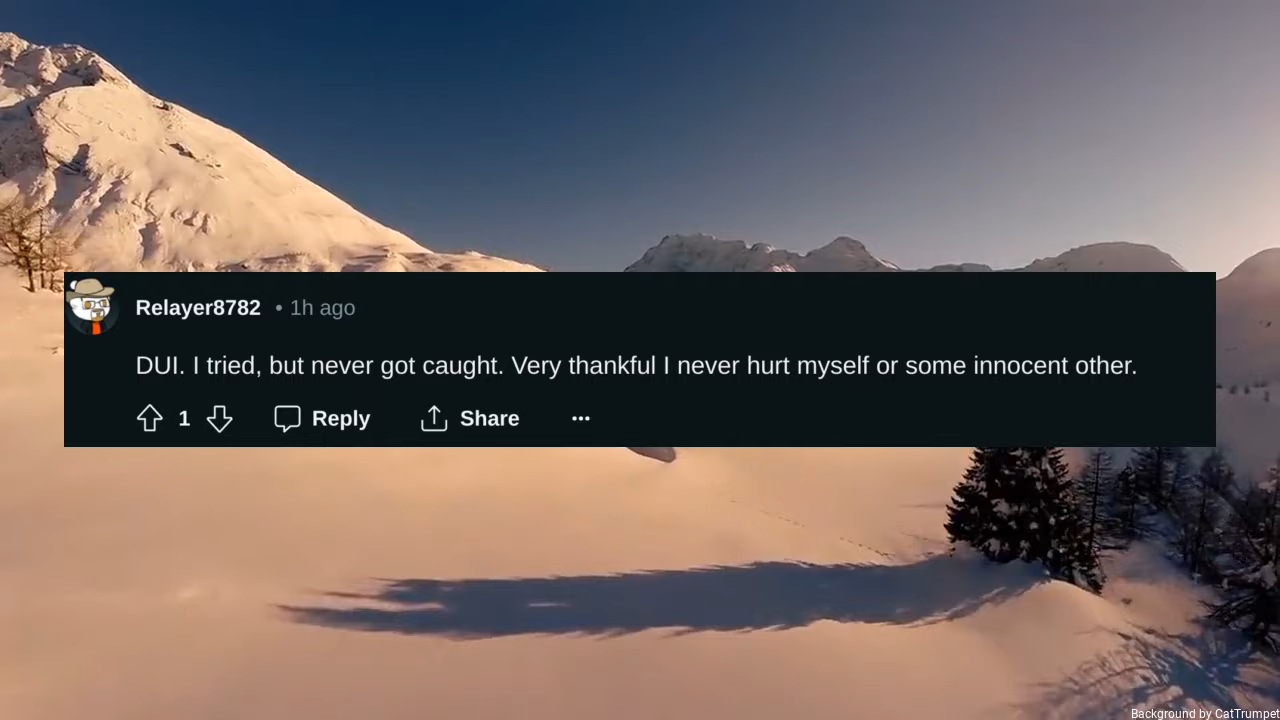 Relayer8782 • 1h ago
DUI. I tried, but never got caught. Very thankful I never hurt myself or some innocent other.
1 Reply Share ...
Background by CatTrumpet